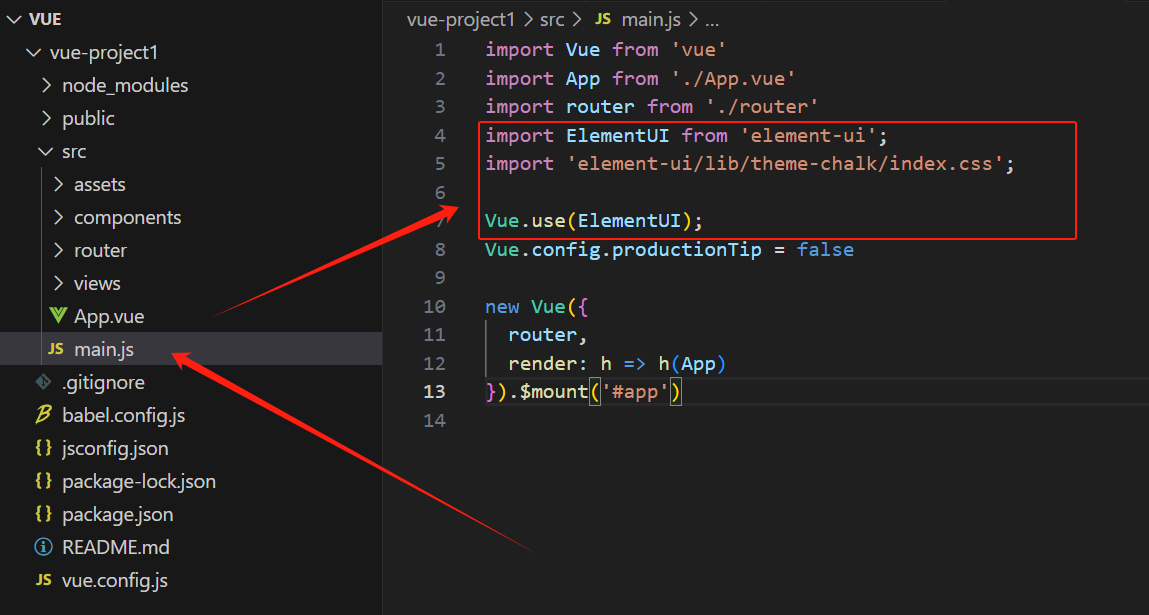 VUE
vue-project1
node_modules
public
src
assets
components
router
views
App.vue
JS main.js
.gitignore
babel.config.js
{} jsconfig.json
{} package-lock.json
{} package.json
README.md
JS vue.config.js
vue-project1 > src > JS main.js > ...
1 import Vue from 'vue'
2 import App from './App.vue'
3 import router from './router'
4 import ElementUI from 'element-ui';
5 import 'element-ui/lib/theme-chalk/index.css';
6
7 Vue.use(ElementUI);
8 Vue.config.productionTip = false
9
10 new Vue({
11 router,
12 render: h => h(App)
13 }).$mount('#app')
14